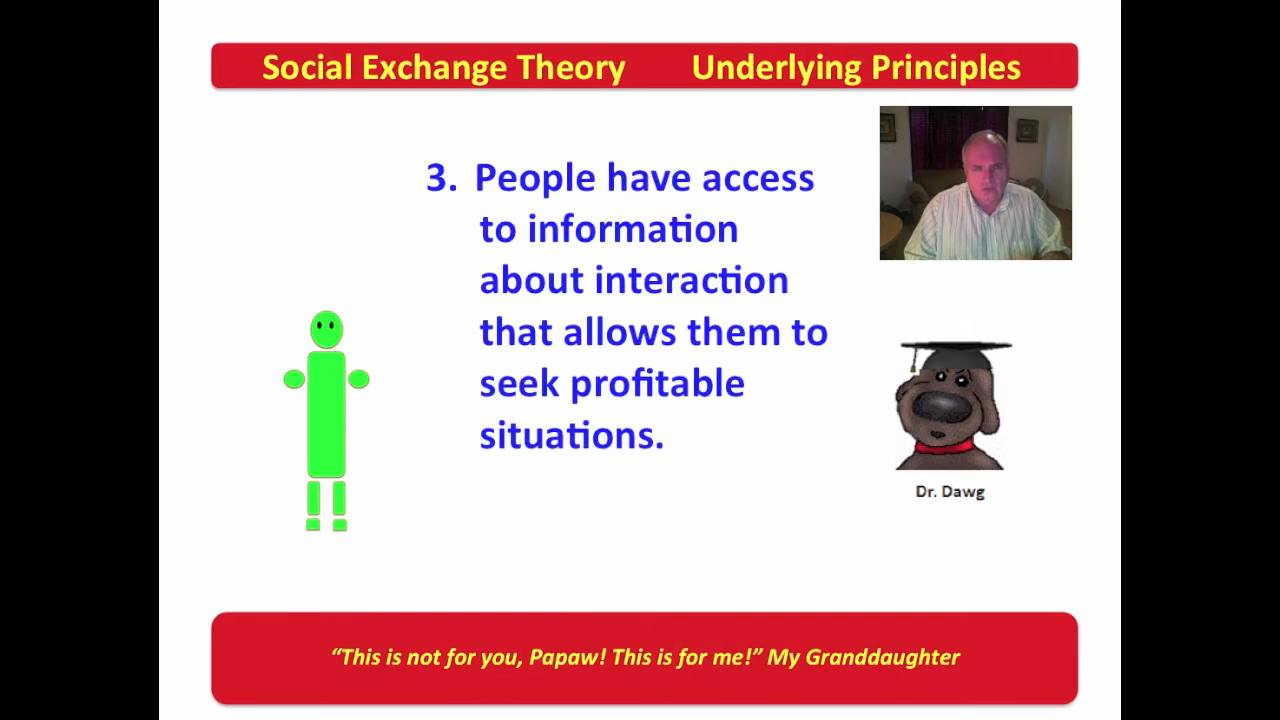 Social Exchange Theory Underlying Principles
3. People have access
to information
about interaction
that allows them to
seek profitable
situations.
Dr. Dawg
“This is not for you, Papaw! This is for me!” My Granddaughter